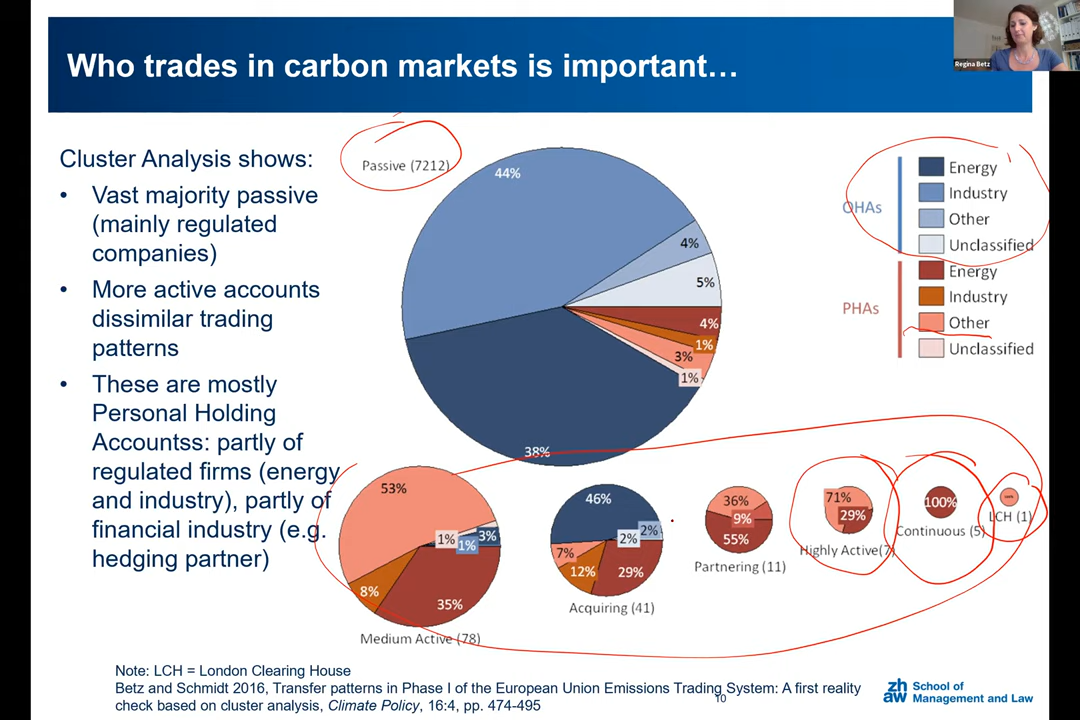 Who trades in carbon markets is important…
Regina Betz
Cluster Analysis shows:
• Vast majority passive
(mainly regulated
companies)
• More active accounts
dissimilar trading
patterns
• These are mostly
Personal Holding
Accountss: partly of
regulated firms (energy
and industry), partly of
financial industry (e.g.
hedging partner)
Passive (7212)
44%
4%
5%
4%
1%
3%
1%
38%
OHAs
Energy
Industry
Other
Unclassified
PHAs
Energy
Industry
Other
Unclassified
53%
1%
1%
3%
8%
35%
Medium Active (78)
46%
2%
2%
7%
12%
29%
Acquiring (41)
36%
9%
55%
Partnering (11)
71%
29%
Highly Active(7)
100%
Continuous (5)
LCH (1)
Note: LCH = London Clearing House
Betz and Schmidt 2016, Transfer patterns in Phase I of the European Union Emissions Trading System: A first reality
check based on cluster analysis, Climate Policy, 16:4, pp. 474-495
10
zh
aw
School of
Management and Law